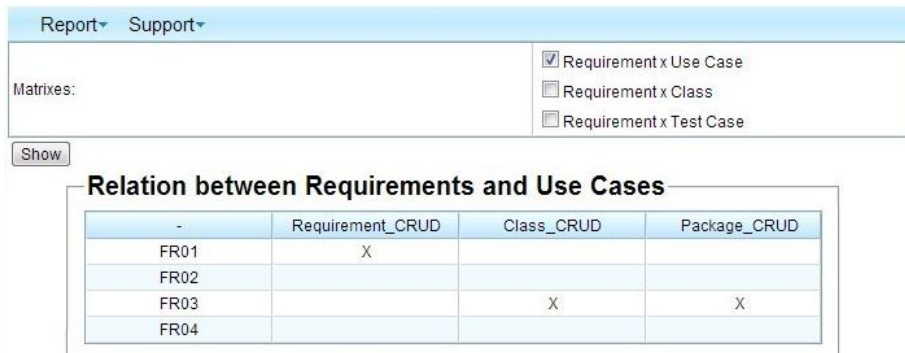 Report Support
Matrixes:
Requirement x Use Case
Requirement x Class
Requirement x Test Case
Show
Relation between Requirements and Use Cases
- Requirement_CRUD Class_CRUD Package_CRUD
FR01 X
FR02
FR03 X X
FR04